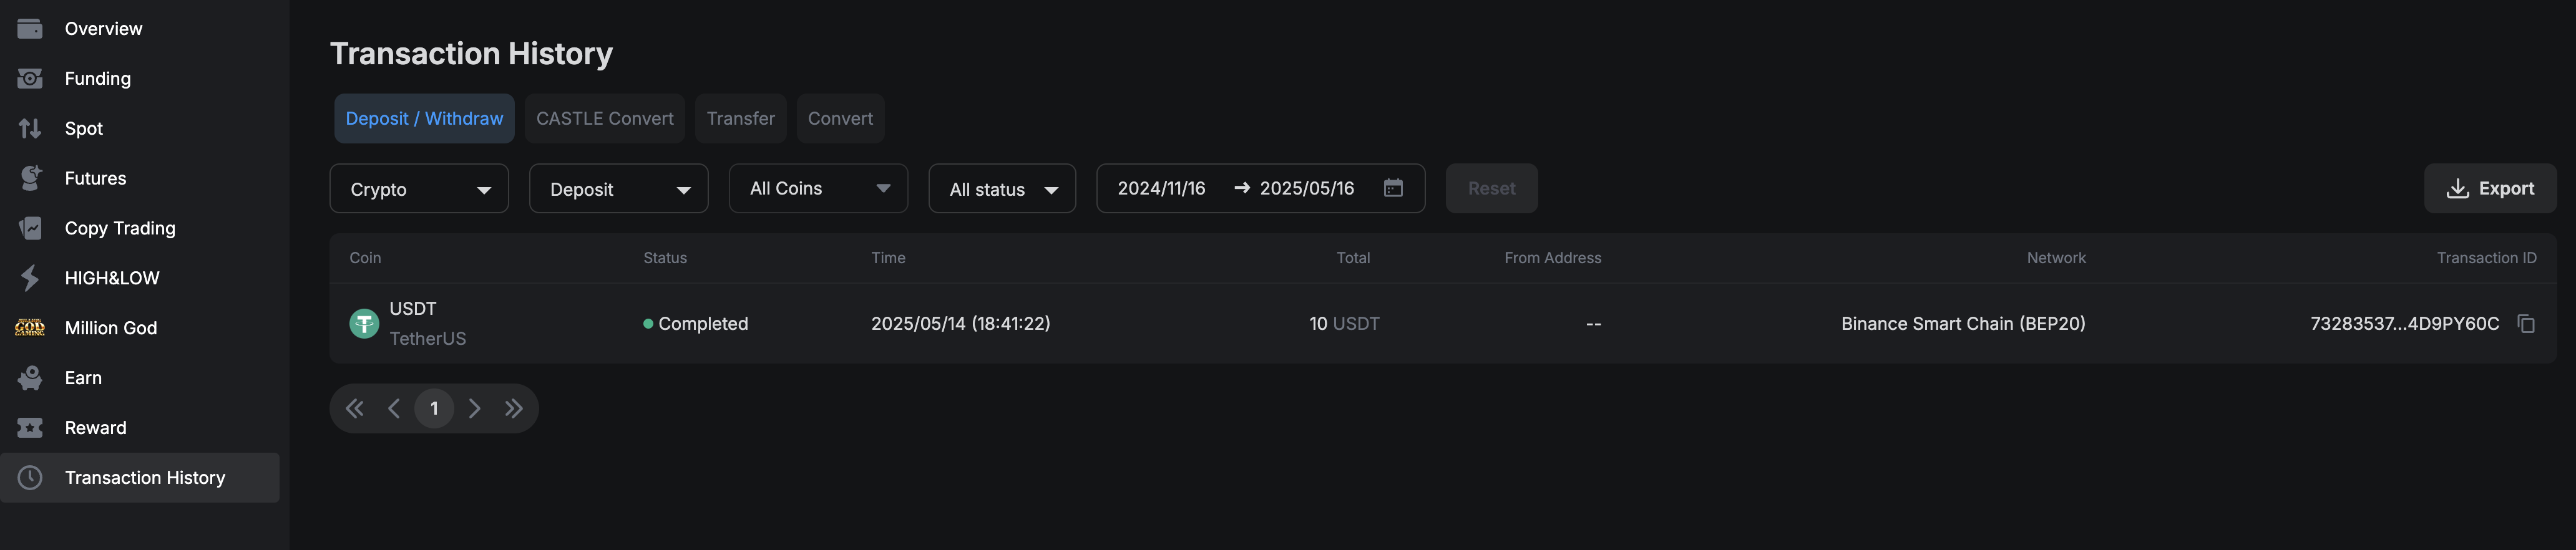 Overview
Funding
Spot
Futures
Copy Trading
HIGH&LOW
Million God
Earn
Reward
Transaction History
Transaction History
Deposit / Withdraw CASTLE Convert Transfer Convert
Crypto Deposit All Coins All status 2024/11/16 → 2025/05/16 Reset Export
Coin Status Time Total From Address Network Transaction ID
USDT
TetherUS
Completed 2025/05/14 (18:41:22) 10 USDT -- Binance Smart Chain (BEP20) 73283537...4D9PY60C
1